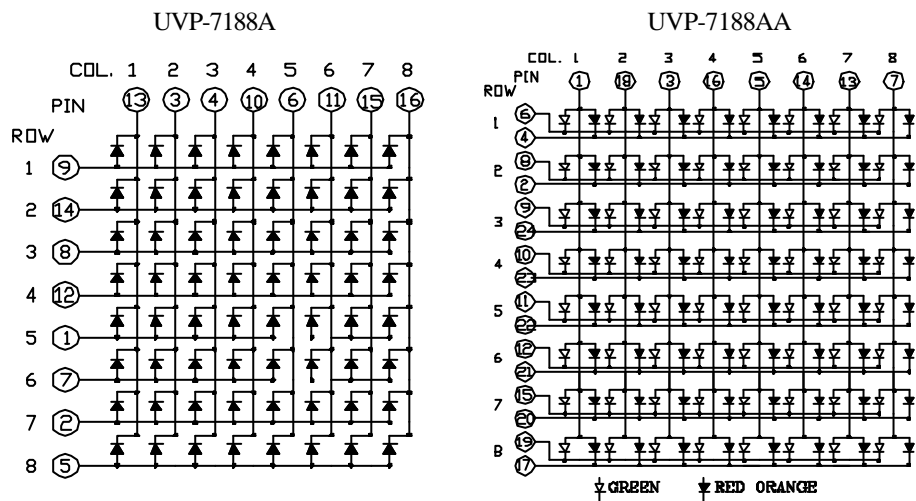 UVP-7188A
COL. 1 2 3 4 5 6 7 8
PIN 13 3 4 10 6 11 15 16
ROW
1 9
2 14
3 8
4 12
5 1
6 7
7 2
8 5
UVP-7188AA
COL. 1 2 3 4 5 6 7 8
PIN 1 18 3 16 5 14 13 7
ROW
1 6
4
2 8
2
3 9
24
4 10
23
5 11
22
6 12
21
7 15
20
8 19
17
GREEN RED ORANGE